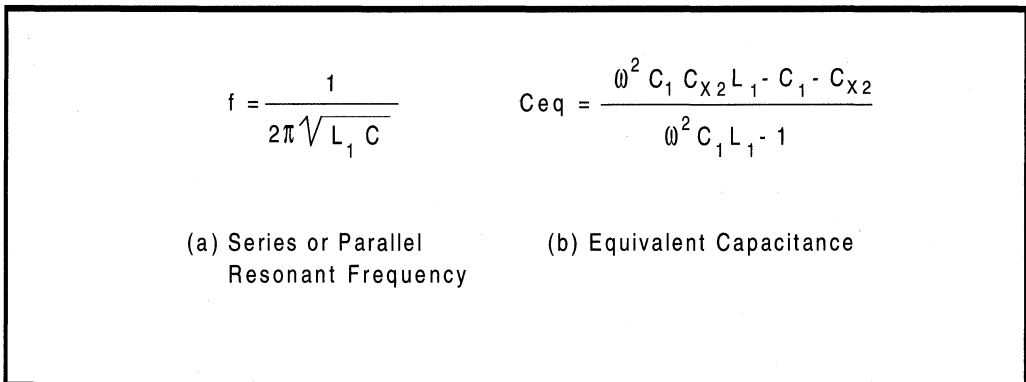 f = 1 / 2π√L₁ C
Ceq = ω² C₁ Cₓ₂ L₁ - C₁ - Cₓ₂ / ω² C₁ L₁ - 1
(a) Series or Parallel
Resonant Frequency
(b) Equivalent Capacitance